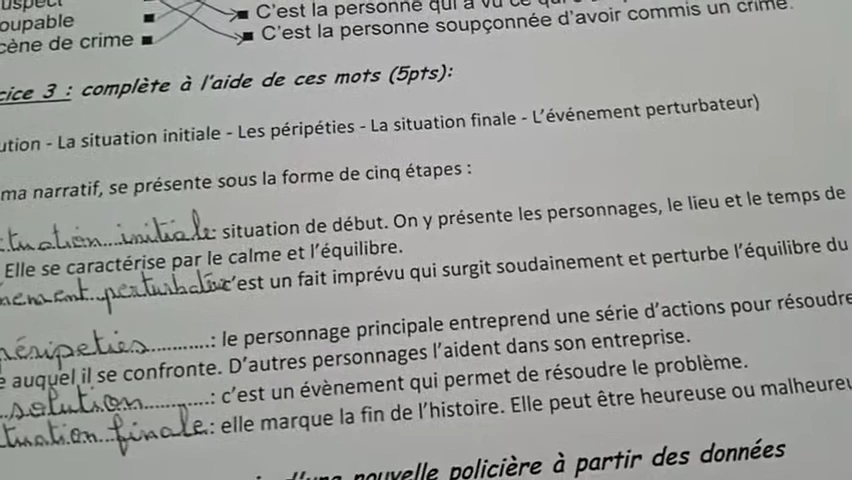 C'est la personne qui a vu ce
oupable
C'est la personne soupçonnée d'avoir commis un crime.
cène de crime
cice 3 : complète à l'aide de ces mots (5pts):
ution - La situation initiale - Les péripéties - La situation finale - L'événement perturbateur)
ma narratif, se présente sous la forme de cinq étapes :
tuation initiale: situation de début. On y présente les personnages, le lieu et le temps de
Elle se caractérise par le calme et l'équilibre.
nement perturbateur c'est un fait imprévu qui surgit soudainement et perturbe l'équilibre du
péripeties...........: le personnage principale entreprend une série d'actions pour résoudre
e auquel il se confronte. D'autres personnages l'aident dans son entreprise.
solution...........: c'est un évènement qui permet de résoudre le problème.
tuation finale.: elle marque la fin de l'histoire. Elle peut être heureuse ou malheureu
d'une nouvelle policière à partir des données